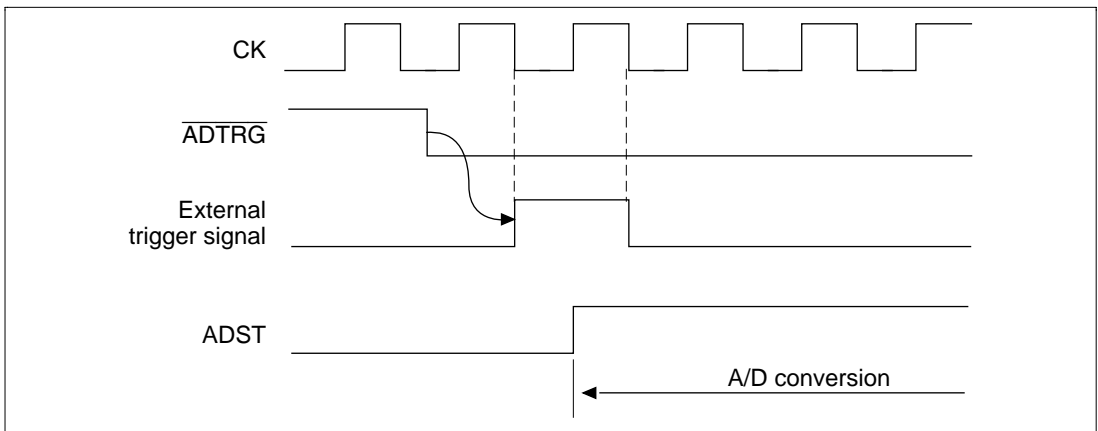 CK
ADTRG
External
trigger signal
ADST
A/D conversion